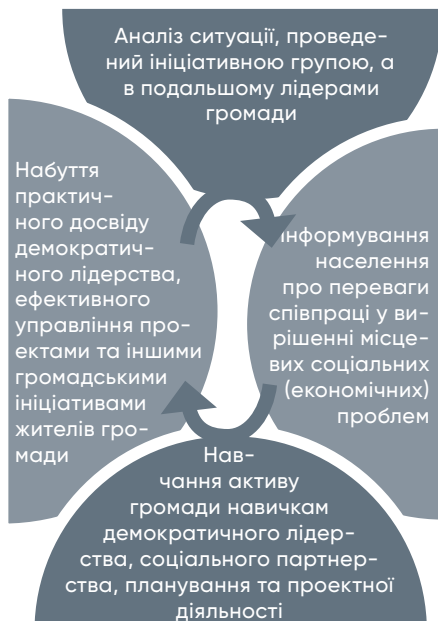 Аналіз ситуації, проведе-
ний ініціативною групою, а
в подальшому лідерами
громади
Набуття
практич-
ного досвіду
демократич-
ного лідерства,
ефективного
управління про-
ектами та іншими
громадськими
ініціативами
жителів гро-
мади
Інформування
населення
про переваги
співпраці у ви-
рішенні місце-
вих соціальних
(економічних)
проблем
Нав-
чання активу
громади навичкам
демократичного лідер-
ства, соціального партнер-
ства, планування та проектної
діяльності